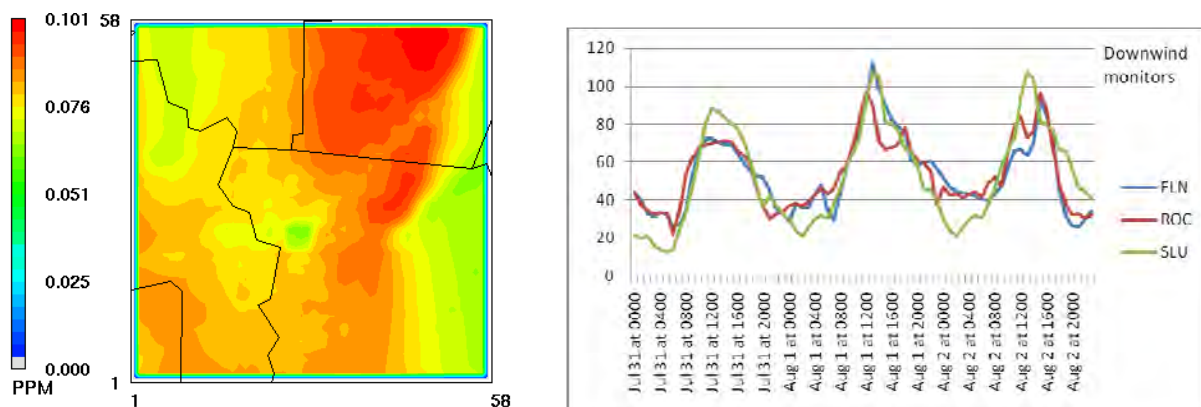 0.101
0.076
0.051
0.025
0.000
PPM
58
1
1
58
120
100
80
60
40
20
0
Downwind
monitors
FLN
ROC
SLU
Jul 31 at 0000
Jul 31 at 0400
Jul 31 at 0800
Jul 31 at 1200
Jul 31 at 1600
Jul 31 at 2000
Aug 1 at 0000
Aug 1 at 0400
Aug 1 at 0800
Aug 1 at 1200
Aug 1 at 1600
Aug 1 at 2000
Aug 2 at 0000
Aug 2 at 0400
Aug 2 at 0800
Aug 2 at 1200
Aug 2 at 1600
Aug 2 at 2000